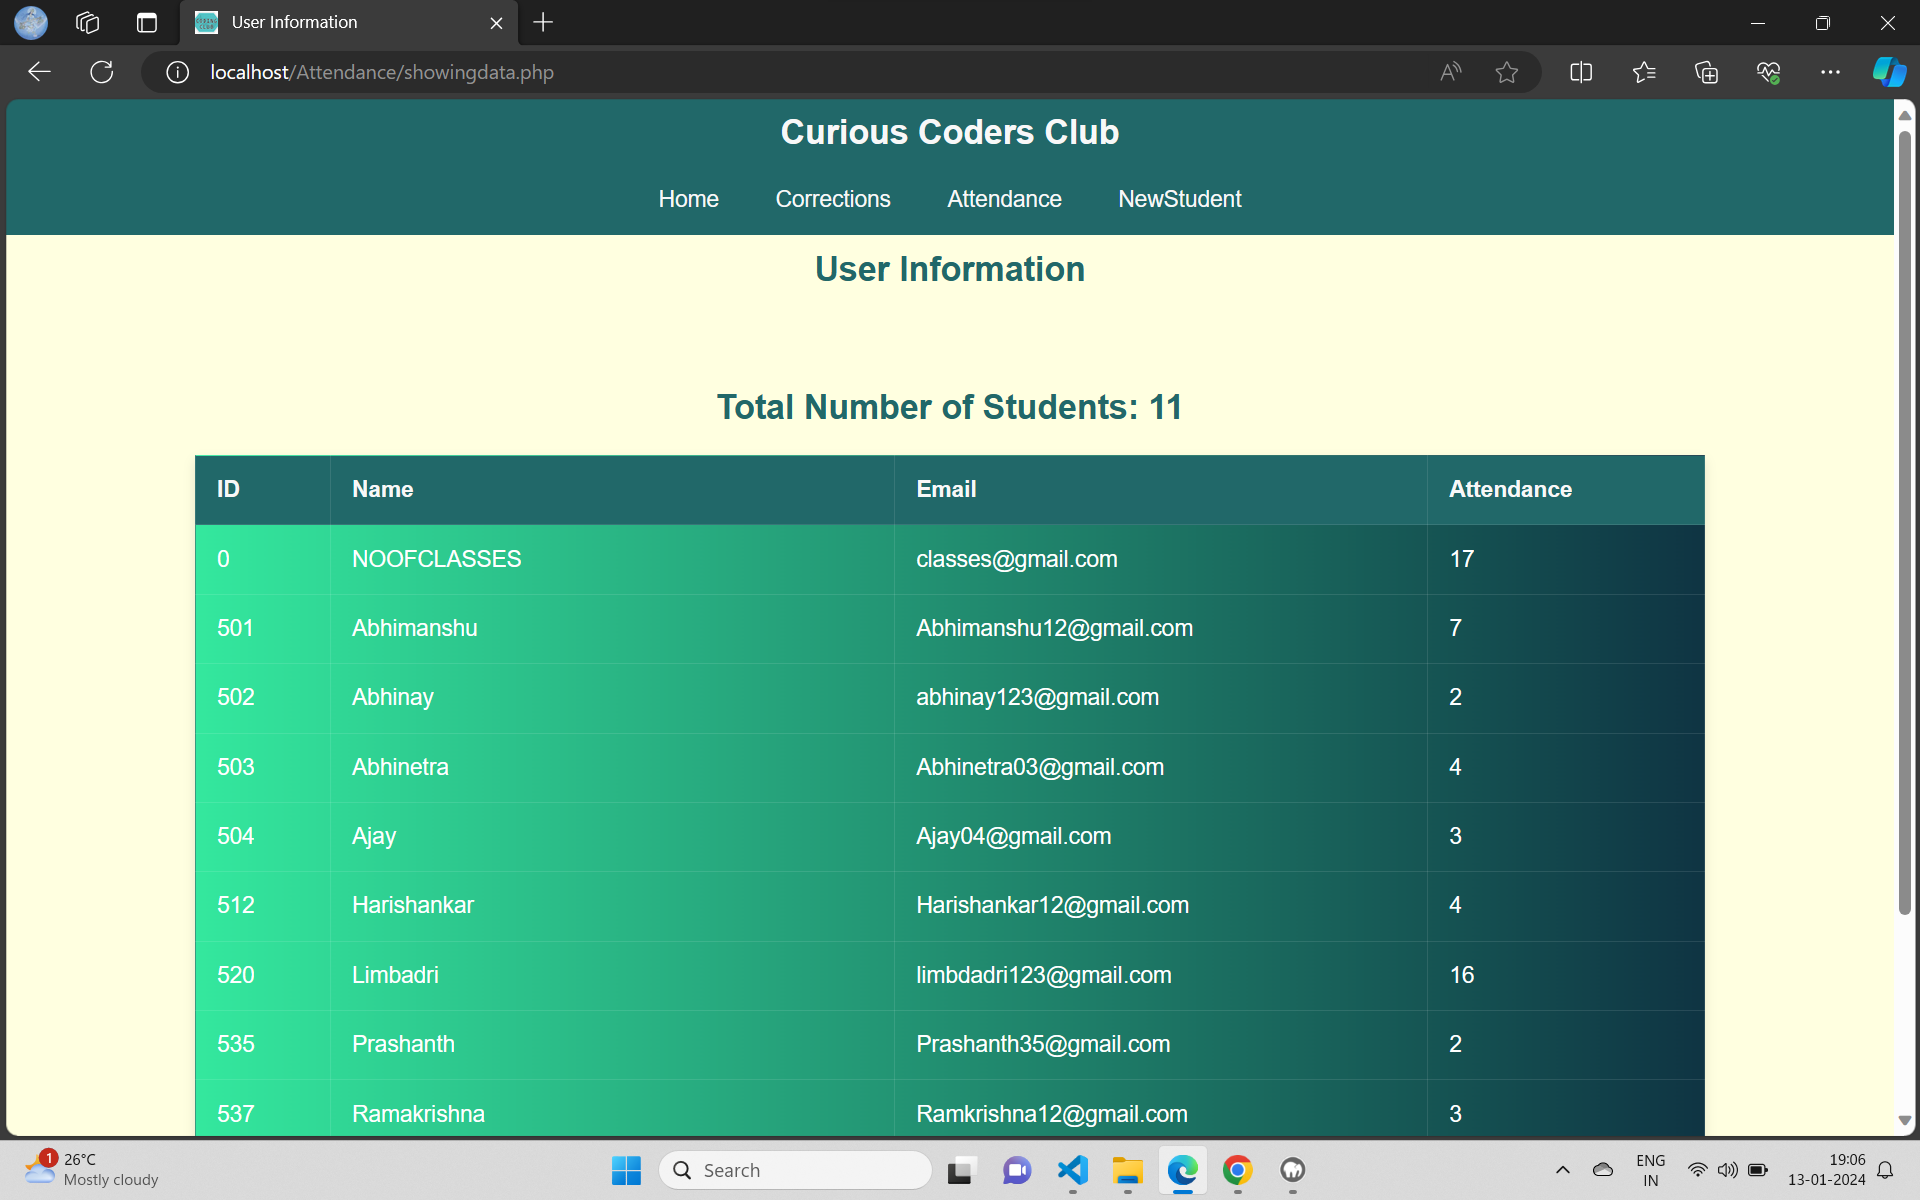 User Information
localhost/Attendance/showingdata.php
Curious Coders Club
Home Corrections Attendance NewStudent
User Information
Total Number of Students: 11
ID Name Email Attendance
0 NOOFCLASSES classes@gmail.com 17
501 Abhimanshu Abhimanshu12@gmail.com 7
502 Abhinay abhinay123@gmail.com 2
503 Abhinetra Abhinetra03@gmail.com 4
504 Ajay Ajay04@gmail.com 3
512 Harishankar Harishankar12@gmail.com 4
520 Limbadri limbdadri123@gmail.com 16
535 Prashanth Prashanth35@gmail.com 2
537 Ramakrishna Ramkrishna12@gmail.com 3
1
26°C
Mostly cloudy
Search
ENG
IN
19:06
13-01-2024